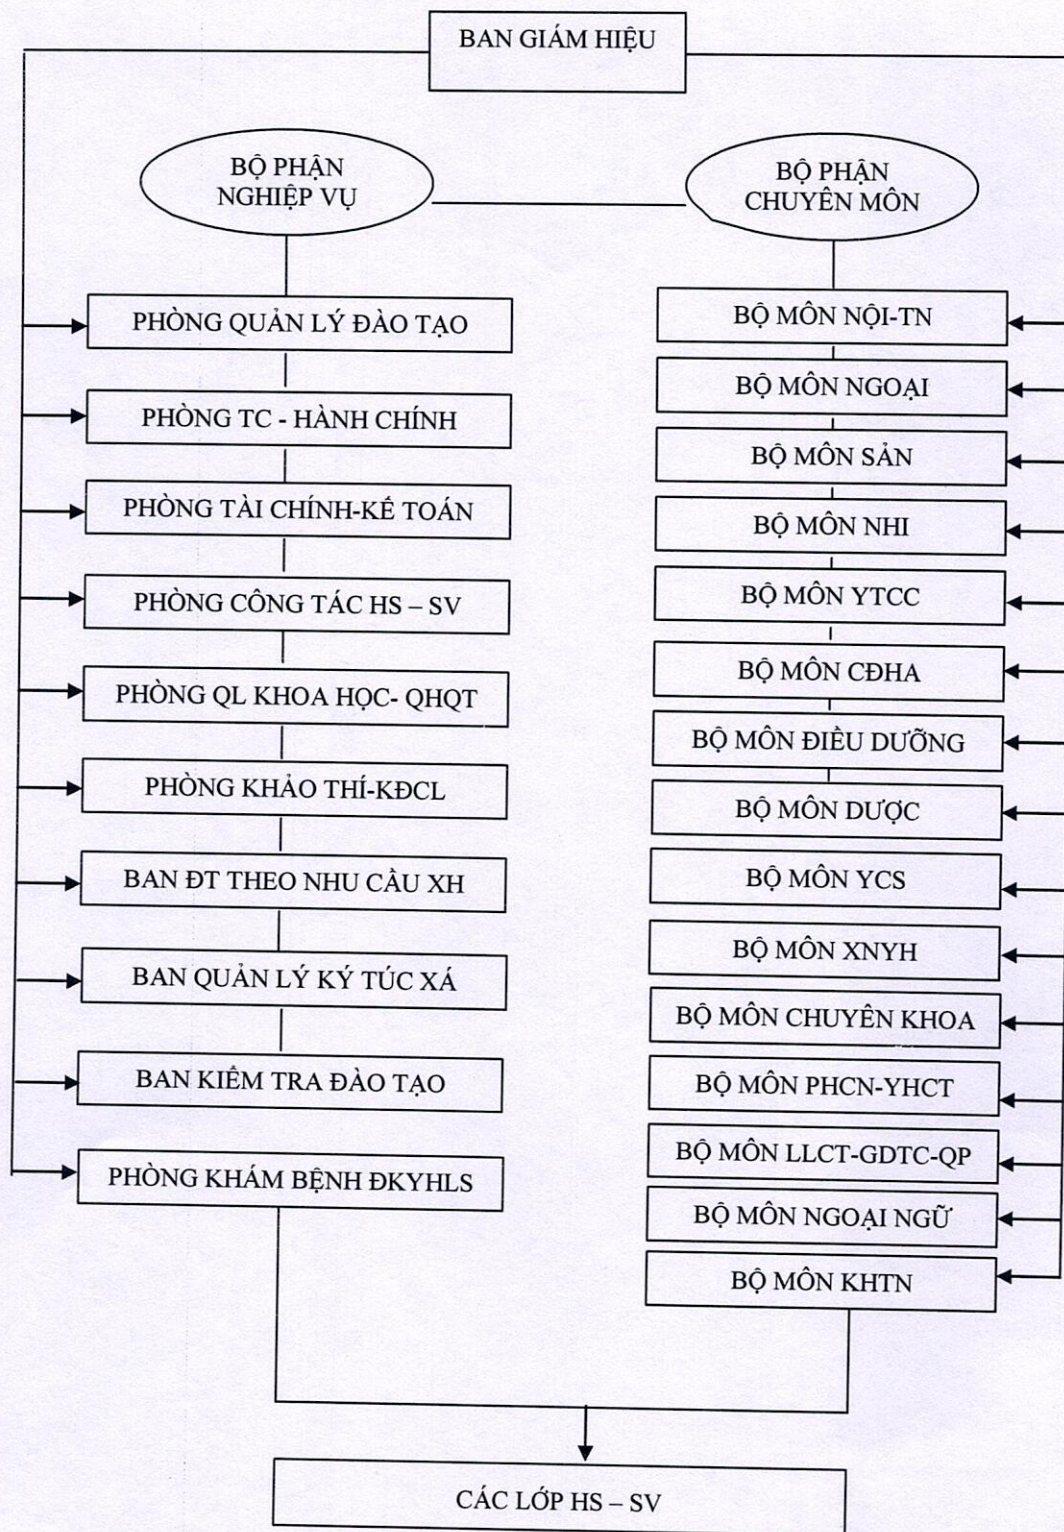 BAN GIÁM HIỆU
BỘ PHẬN
NGHIỆP VỤ
BỘ PHẬN
CHUYÊN MÔN
PHÒNG QUẢN LÝ ĐÀO TẠO
PHÒNG TC - HÀNH CHÍNH
PHÒNG TÀI CHÍNH-KẾ TOÁN
PHÒNG CÔNG TÁC HS – SV
PHÒNG QL KHOA HỌC- QHQT
PHÒNG KHẢO THÍ-KĐCL
BAN ĐT THEO NHU CẦU XH
BAN QUẢN LÝ KÝ TÚC XÁ
BAN KIỂM TRA ĐÀO TẠO
PHÒNG KHÁM BỆNH ĐKYHLS
BỘ MÔN NỘI-TN
BỘ MÔN NGOẠI
BỘ MÔN SẢN
BỘ MÔN NHI
BỘ MÔN YTCC
BỘ MÔN CĐHA
BỘ MÔN ĐIỀU DƯỠNG
BỘ MÔN DƯỢC
BỘ MÔN YCS
BỘ MÔN XNYH
BỘ MÔN CHUYÊN KHOA
BỘ MÔN PHCN-YHCT
BỘ MÔN LLCT-GDTC-QP
BỘ MÔN NGOẠI NGỮ
BỘ MÔN KHTN
CÁC LỚP HS – SV